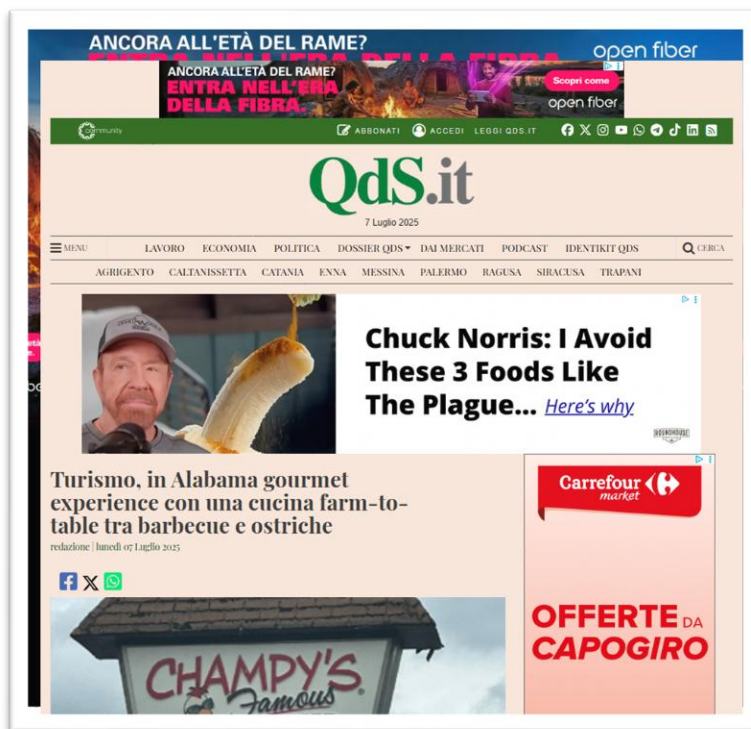 ANCORA ALL'ETÀ DEL RAME?
open fiber
ANCORA ALL'ETÀ DEL RAME?
ENTRA NELL'ERA
DELLA FIBRA.
Scopri come
open fiber
community
ABBONATI ACCEDI LEGGI QDS.IT
QdS.it
7 Luglio 2025
MENU LAVORO ECONOMIA POLITICA DOSSIER QDS DAI MERCATI PODCAST IDENTIKIT QDS CERCA
AGRIGENTO CALTANISSETTA CATANIA ENNA MESSINA PALERMO RAGUSA SIRACUSA TRAPANI
Chuck Norris: I Avoid
These 3 Foods Like
The Plague... Here's why
ROUNDHOUSE
Turismo, in Alabama gourmet
experience con una cucina farm-to-
table tra barbecue e ostriche
redazione | lunedì 07 Luglio 2025
CHAMPY'S
Famous
Carrefour
market
OFFERTE DA
CAPOGIRO